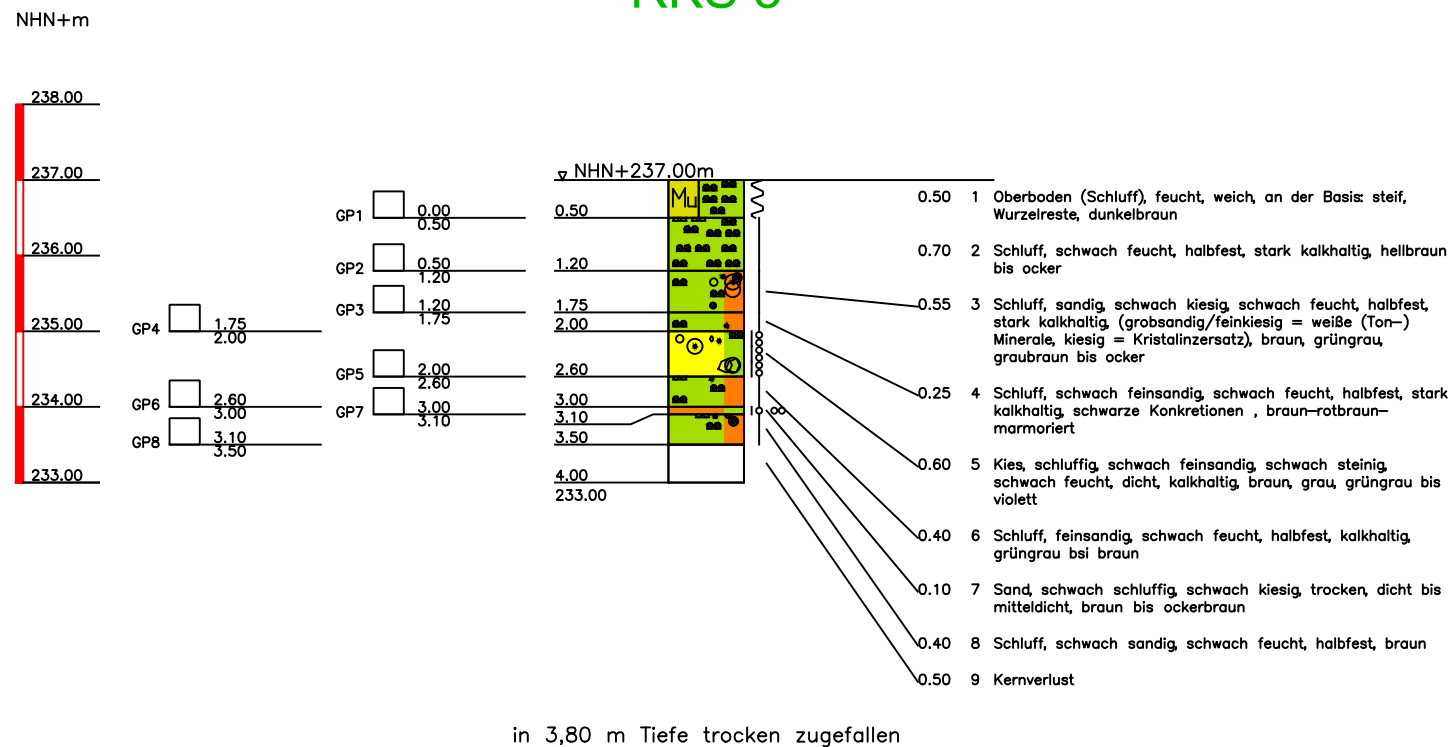 NHN+m
238.00
237.00
236.00
235.00
234.00
233.00
GP4 1.75
2.00
GP6 2.60
3.00
GP8 3.10
3.50
GP1 0.00
0.50
GP2 0.50
1.20
GP3 1.20
1.75
GP5 2.00
2.60
GP7 3.00
3.10
NHN+237.00m
0.50
1.20
1.75
2.00
2.60
3.00
3.10
3.50
4.00
233.00
Mu
0.50 1 Oberboden (Schluff), feucht, weich, an der Basis: steif,
Wurzelreste, dunkelbraun
0.70 2 Schluff, schwach feucht, halbfest, stark kalkhaltig, hellbraun
bis ocker
0.55 3 Schluff, sandig, schwach kiesig, schwach feucht, halbfest,
stark kalkhaltig, (grobsandig/feinkiesig = weiße (Ton-)
Minerale, kiesig = Kristalinzersatz), braun, grüngrau,
graubraun bis ocker
0.25 4 Schluff, schwach feinsandig, schwach feucht, halbfest, stark
kalkhaltig, schwarze Konkretionen , braun-rotbraun-
marmoriert
0.60 5 Kies, schluffig, schwach feinsandig, schwach steinig,
schwach feucht, dicht, kalkhaltig, braun, grau, grüngrau bis
violett
0.40 6 Schluff, feinsandig, schwach feucht, halbfest, kalkhaltig,
grüngrau bsi braun
0.10 7 Sand, schwach schluffig, schwach kiesig, trocken, dicht bis
mitteldicht, braun bis ockerbraun
0.40 8 Schluff, schwach sandig, schwach feucht, halbfest, braun
0.50 9 Kernverlust
in 3,80 m Tiefe trocken zugefallen